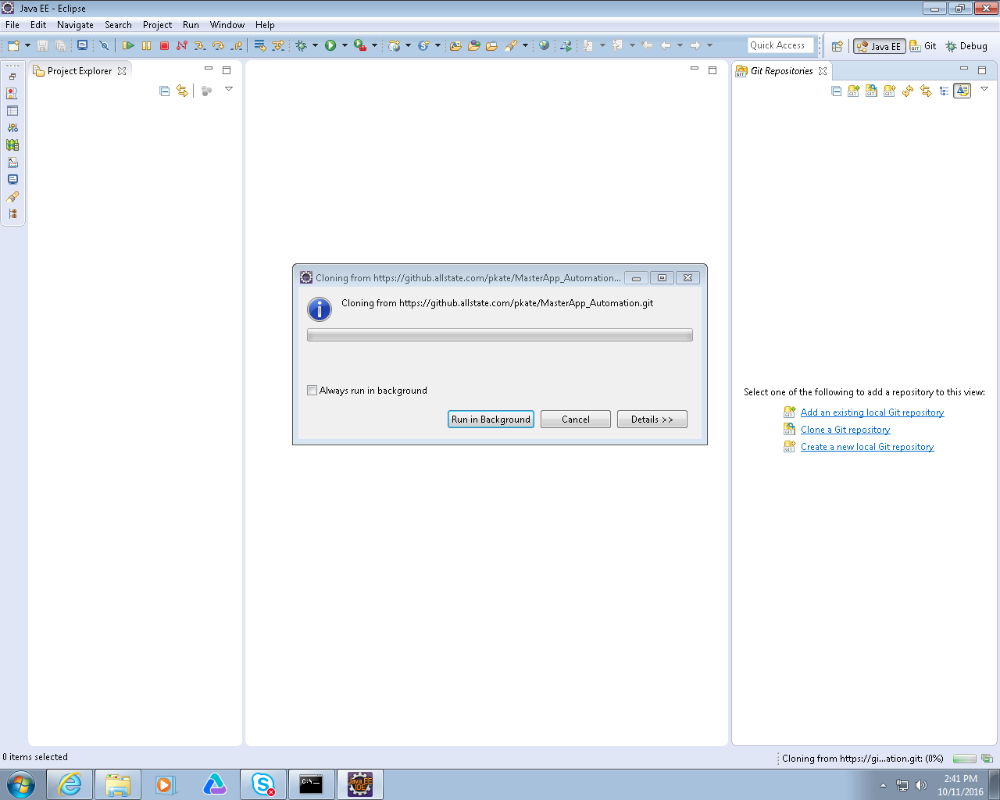 Java EE - Eclipse
File Edit Navigate Search Project Run Window Help
Quick Access
Java EE
Git
Debug
Project Explorer
Git Repositories
Cloning from https://github.allstate.com/pkate/MasterApp_Automation...
Cloning from https://github.allstate.com/pkate/MasterApp_Automation.git
Always run in background
Run in Background
Cancel
Details >>
Select one of the following to add a repository to this view:
Add an existing local Git repository
Clone a Git repository
Create a new local Git repository
0 items selected
Cloning from https://gi...ation.git: (0%)
Java EE
IDE
C:\._
2:41 PM
10/11/2016